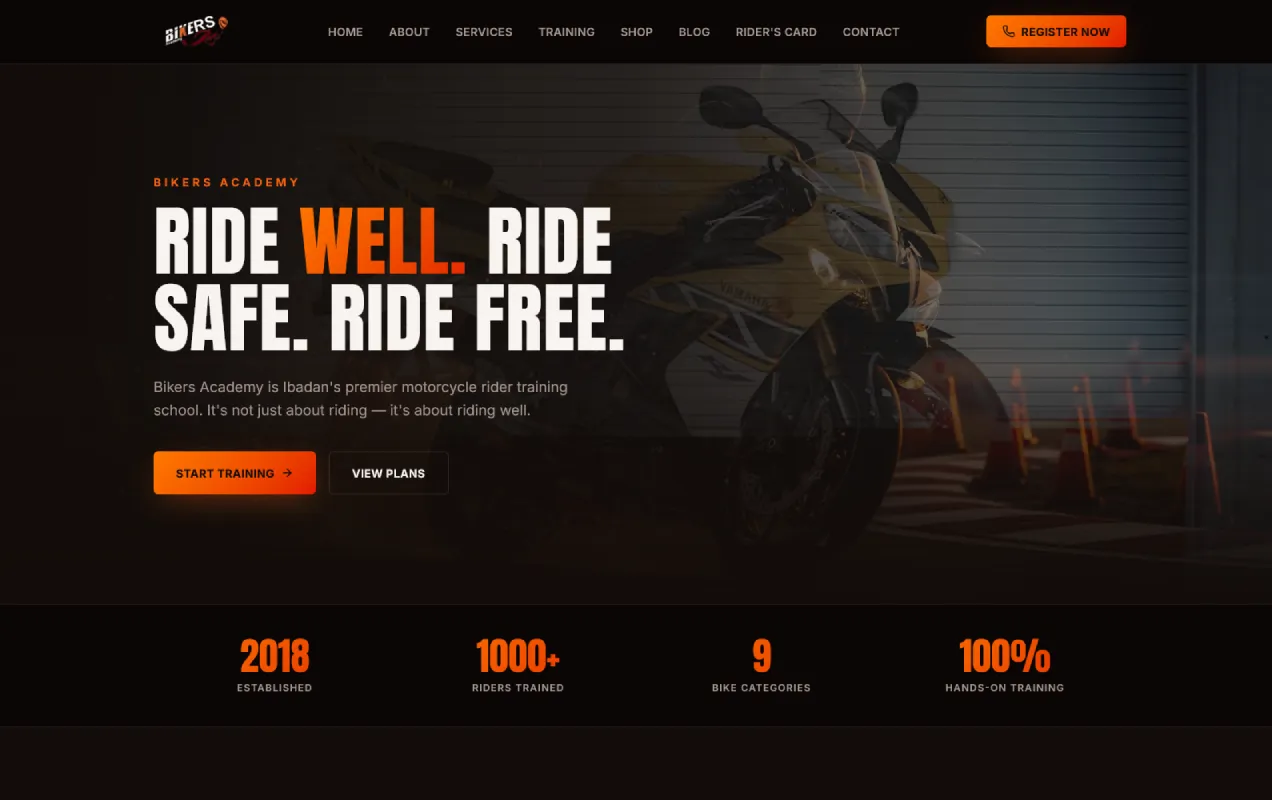 BIKERS
HOME ABOUT SERVICES TRAINING SHOP BLOG RIDER'S CARD CONTACT
REGISTER NOW
BIKERS ACADEMY
RIDE WELL. RIDE
SAFE. RIDE FREE.
Bikers Academy is Ibadan's premier motorcycle rider training
school. It's not just about riding — it's about riding well.
START TRAINING →
VIEW PLANS
YAMAHA
2018
ESTABLISHED
1000+
RIDERS TRAINED
9
BIKE CATEGORIES
100%
HANDS-ON TRAINING